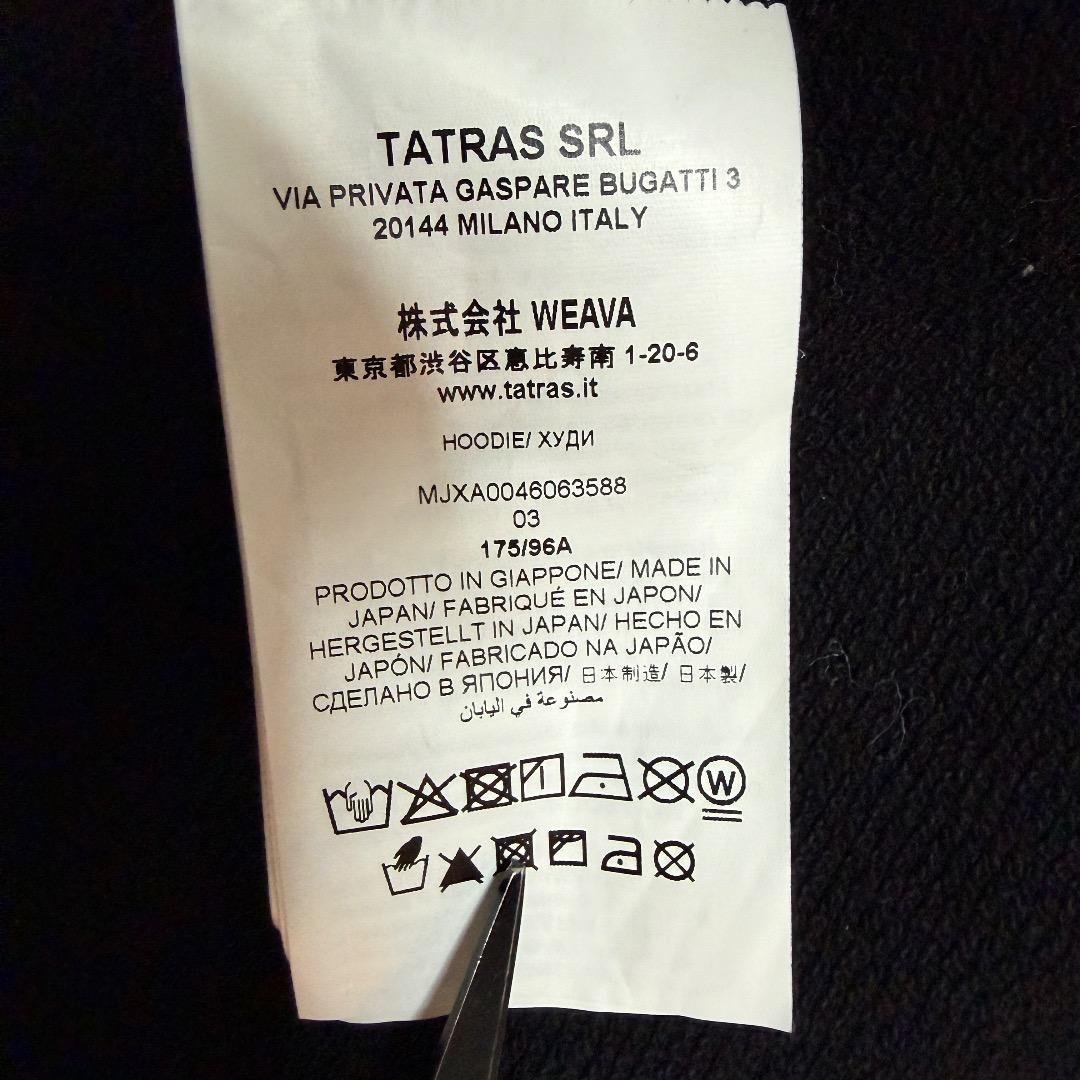 TATRAS SRL
VIA PRIVATA GASPARE BUGATTI 3
20144 MILANO ITALY
株式会社 WEAVA
東京都渋谷区恵比寿南 1-20-6
www.tatras.it
HOODIE/ ХУДИ
MJXA0046063588
03
175/96A
PRODOTTO IN GIAPPONE/ MADE IN
JAPAN/ FABRIQUÉ EN JAPON/
HERGESTELLT IN JAPAN/ HECHO EN
JAPÓN/ FABRICADO NA JAPÃO/
СДЕЛАНО В ЯПОНИЯ/ 日本制造/ 日本製/
مصنوعة في اليابان
W